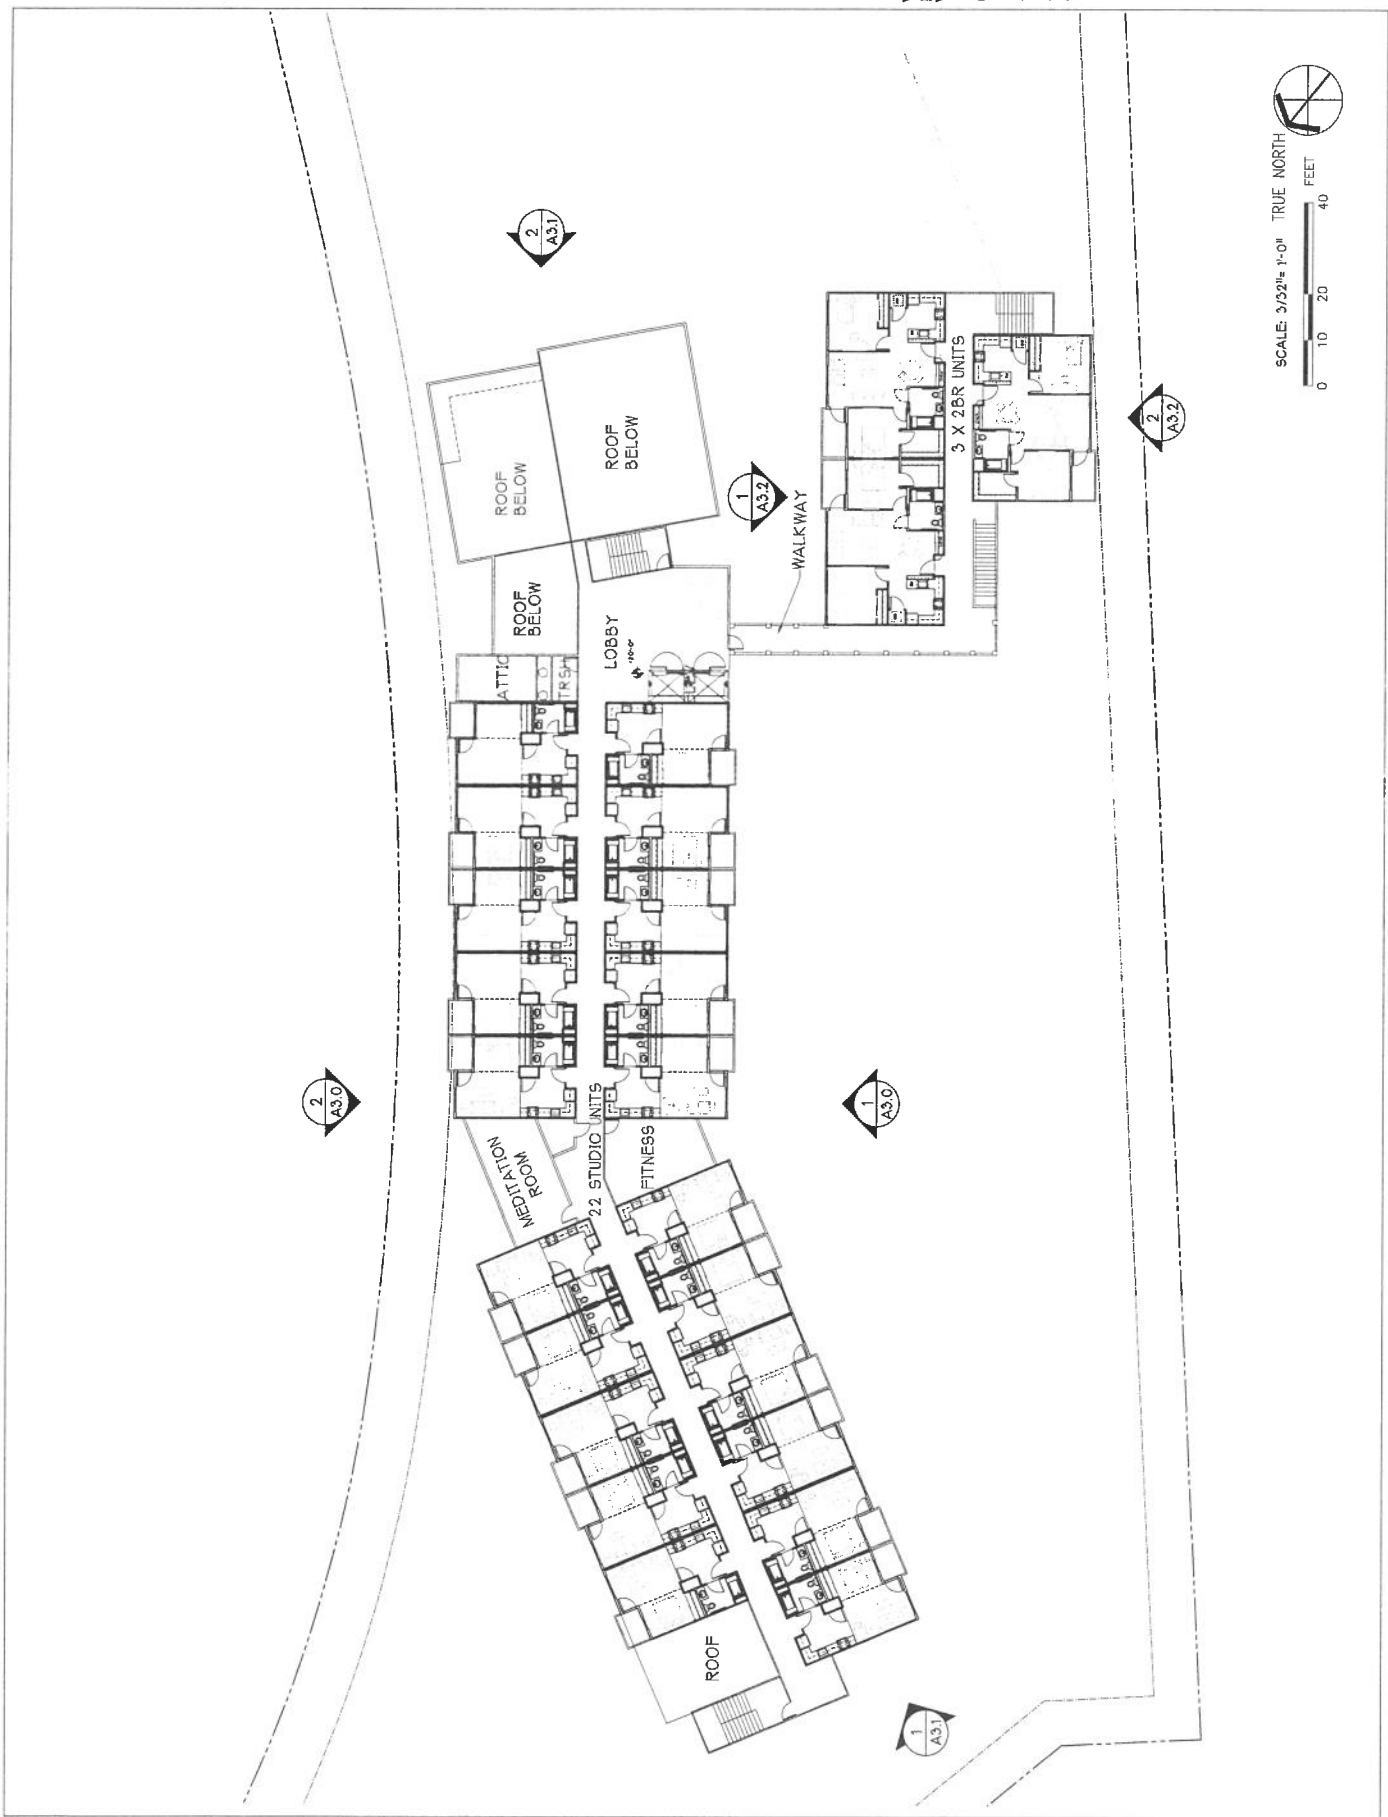 2
A3.1
SCALE: 3/32"= 1'-0"
TRUE NORTH
0
10
20
40
FEET
ROOF
BELOW
ROOF
BELOW
1
A3.2
3 X 2BR UNITS
2
A3.2
WALKWAY
ROOF
BELOW
LOBBY
ATTIC
TRSH
2
A3.0
1
A3.0
22 STUDIO UNITS
MEDITATION
ROOM
FITNESS
ROOF
1
A3.1